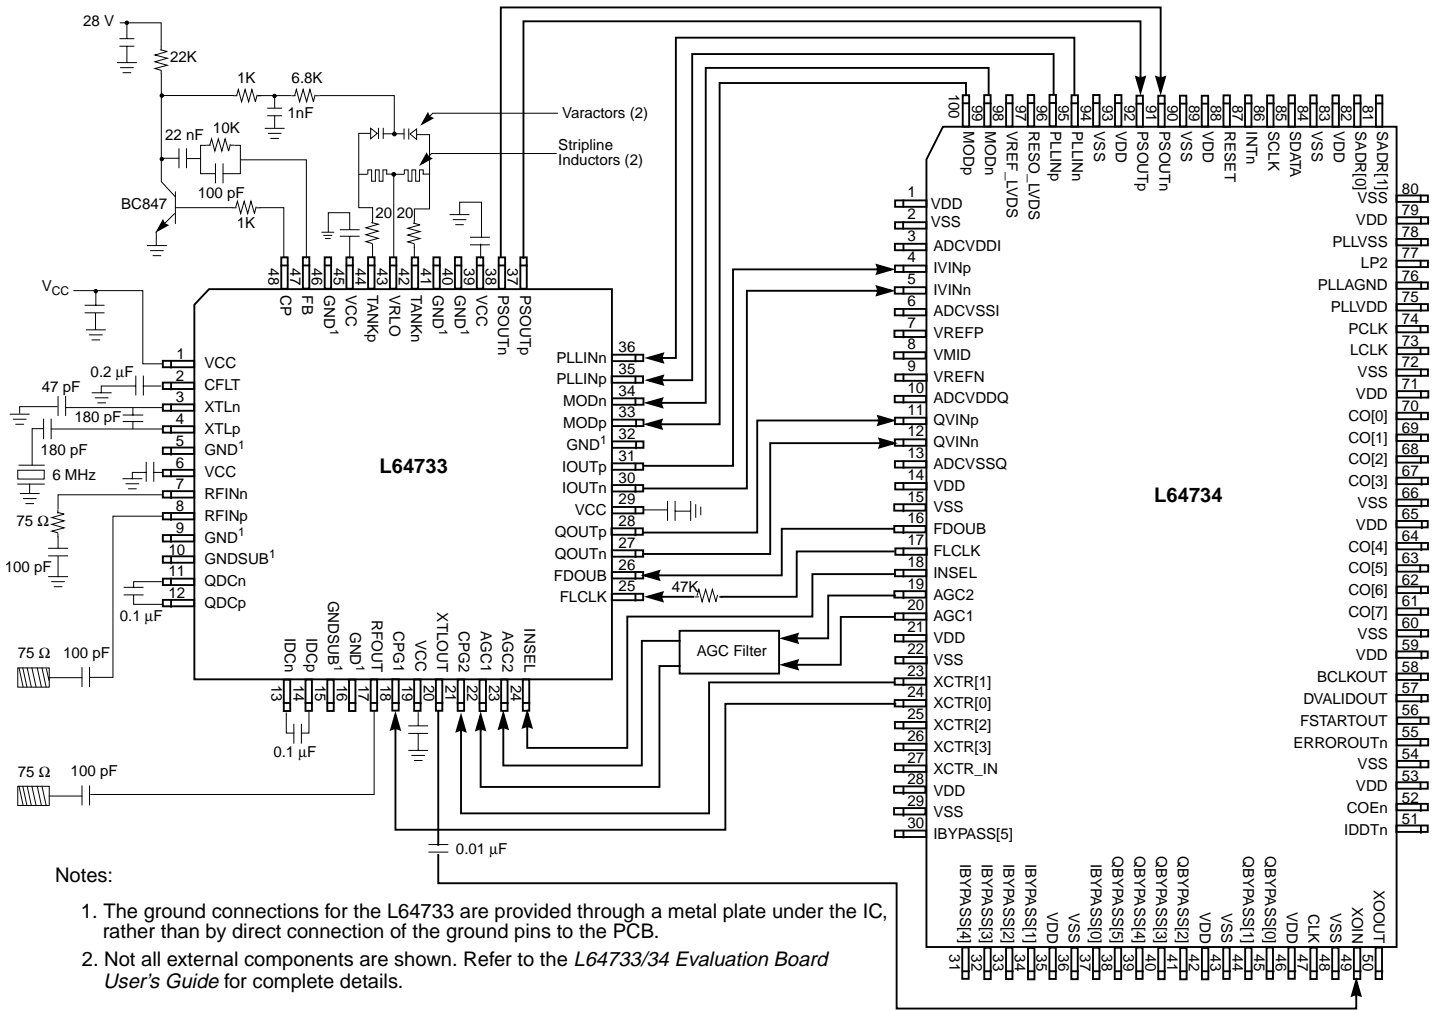 28 V
22K
1K
6.8K
1nF
Varactors (2)
Stripline
Inductors (2)
22 nF
10K
100 pF
BC847
1K
20
20
VCC
48 47 46 45 44 43 42 41 40 39 38 37
CP
FB
GND1
VCC
TANKp
VRLO
TANKn
GND1
GND1
VCC
PSOUTn
PSOUTp
0.2 μF
47 pF
180 pF
180 pF
6 MHz
75 Ω
100 pF
0.1 μF
1 VCC
2 CFLT
3 XTLn
4 XTLp
5 GND1
6 VCC
7 RFINn
8 RFINp
9 GND1
10 GNDSUB1
11 QDCn
12 QDCp
L64733
PLLINn 36
PLLINp 35
MODn 34
MODp 33
GND1 32
IOUTp 31
IOUTn 30
VCC 29
QOUTp 28
QOUTn 27
FDOUB 26
FLCLK 25
47K
IDCn
IDCp
GNDSUB1
GND1
RFOUT
CPG1
VCC
XTLOUT
CPG2
AGC1
AGC2
INSEL
13 14 15 16 17 18 19 20 21 22 23 24
0.1 μF
75 Ω
100 pF
75 Ω
100 pF
0.01 μF
AGC Filter
100 99 98 97 96 95 94 93 92 91 90 89 88 87 86 85 84 83 82 81
MODp
MODn
VREF_LVDS
RESO_LVDS
PLLINp
PLLINn
VSS
VDD
PSOUTp
PSOUTn
VSS
VDD
RESET
INTn
SCLK
SDATA
VSS
VDD
SADR[0]
SADR[1]
1 VDD
2 VSS
3 ADCVDDI
4 IVINp
5 IVINn
6 ADCVSSI
7 VREFP
8 VMID
9 VREFN
10 ADCVDDQ
11 QVINp
12 QVINn
13 ADCVSSQ
14 VDD
15 VSS
16 FDOUB
17 FLCLK
18 INSEL
19 AGC2
20 AGC1
21 VDD
22 VSS
23 XCTR[1]
24 XCTR[0]
25 XCTR[2]
26 XCTR[3]
27 XCTR_IN
28 VDD
29 VSS
30 IBYPASS[5]
L64734
VSS 80
VDD 79
PLLVSS 78
LP2 77
PLLAGND 76
PLLVDD 75
PCLK 74
LCLK 73
VSS 72
VDD 71
CO[0] 70
CO[1] 69
CO[2] 68
CO[3] 67
VSS 66
VDD 65
CO[4] 64
CO[5] 63
CO[6] 62
CO[7] 61
VSS 60
VDD 59
BCLKOUT 58
DVALIDOUT 57
FSTARTOUT 56
ERROROUTn 55
VSS 54
VDD 53
COEn 52
IDDTn 51
IBYPASS[4]
IBYPASS[3]
IBYPASS[2]
IBYPASS[1]
VDD
VSS
IBYPASS[0]
QBYPASS[5]
QBYPASS[4]
QBYPASS[3]
QBYPASS[2]
VDD
VSS
QBYPASS[1]
QBYPASS[0]
VDD
CLK
VSS
XOIN
XOOUT
31 32 33 34 35 36 37 38 39 40 41 42 43 44 45 46 47 48 49 50
Notes:
1. The ground connections for the L64733 are provided through a metal plate under the IC,
rather than by direct connection of the ground pins to the PCB.
2. Not all external components are shown. Refer to the L64733/34 Evaluation Board
User's Guide for complete details.